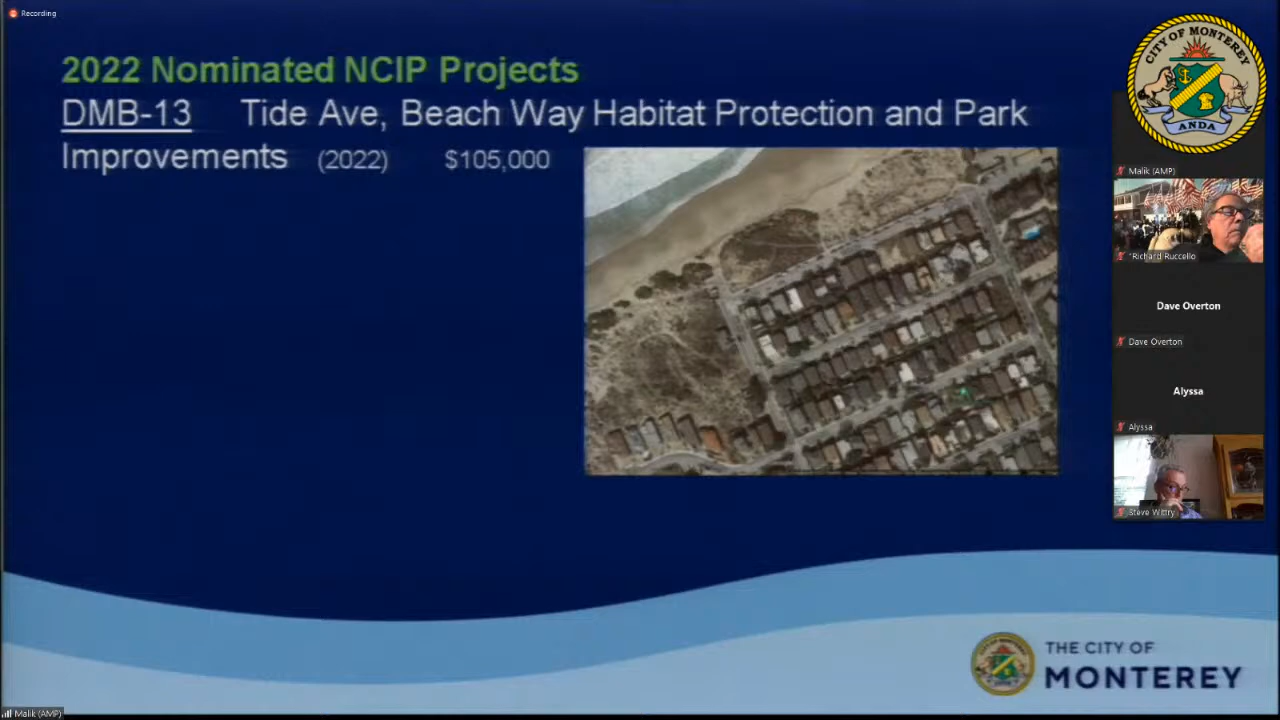 Recording
2022 Nominated NCIP Projects
DMB-13 Tide Ave, Beach Way Habitat Protection and Park
Improvements (2022) $105,000
CITY OF MONTEREY
ANDA
Malik (AMP)
*Richard Ruccello
Dave Overton
Dave Overton
Alyssa
Alyssa
Steve Wittry
THE CITY OF
MONTEREY
Malik (AMP)